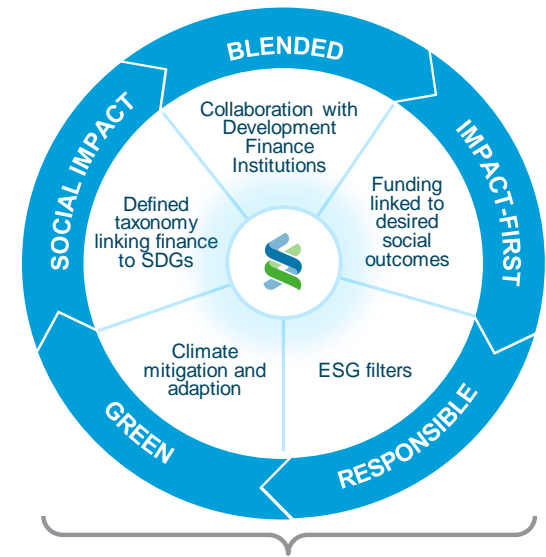 BLENDED
Collaboration with
Development
Finance
Institutions
IMPACT-FIRST
Funding
linked to
desired
social
outcomes
RESPONSIBLE
ESG filters
GREEN
Climate
mitigation and
adaption
SOCIAL IMPACT
Defined
taxonomy
linking finance
to SDGs